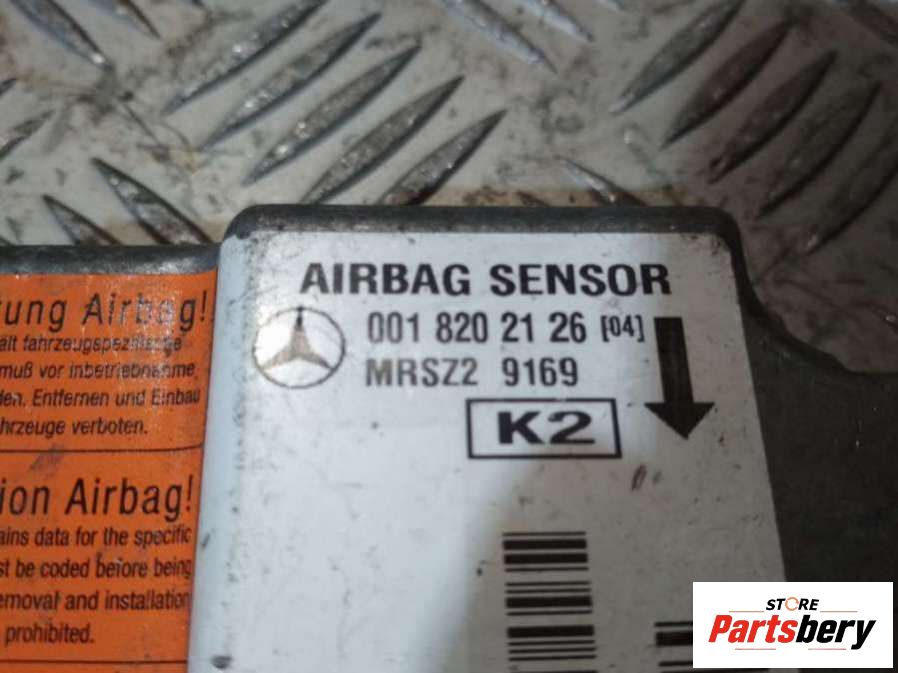 AIRBAG SENSOR
001 820 21 26 [04]
MRSZ2 9169
K2
Airbag!
ält fahrzeugspezifische
muß vor inbetriebnahme
den. Entfernen und Einbau
hrzeuge verboten.
ion Airbag!
ains data for the specific
st be coded before being
emoval and installation
prohibited.
STORE
Partsbery